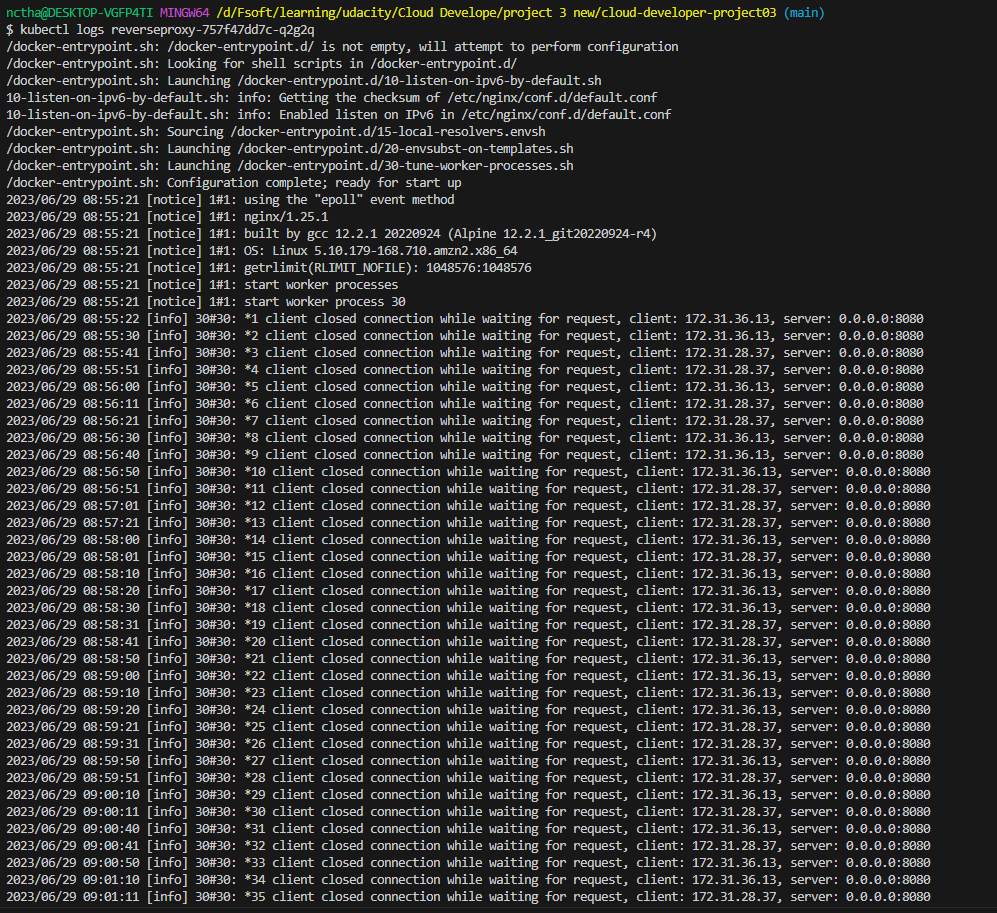 nctha@DESKTOP-VGFP4TI MINGW64 /d/Fsoft/learning/udacity/Cloud Develope/project 3 new/cloud-developer-project03 (main)
$ kubectl logs reverseproxy-757f47dd7c-q2g2q
/docker-entrypoint.sh: /docker-entrypoint.d/ is not empty, will attempt to perform configuration
/docker-entrypoint.sh: Looking for shell scripts in /docker-entrypoint.d/
/docker-entrypoint.sh: Launching /docker-entrypoint.d/10-listen-on-ipv6-by-default.sh
10-listen-on-ipv6-by-default.sh: info: Getting the checksum of /etc/nginx/conf.d/default.conf
10-listen-on-ipv6-by-default.sh: info: Enabled listen on IPv6 in /etc/nginx/conf.d/default.conf
/docker-entrypoint.sh: Sourcing /docker-entrypoint.d/15-local-resolvers.envsh
/docker-entrypoint.sh: Launching /docker-entrypoint.d/20-envsubst-on-templates.sh
/docker-entrypoint.sh: Launching /docker-entrypoint.d/30-tune-worker-processes.sh
/docker-entrypoint.sh: Configuration complete; ready for start up
2023/06/29 08:55:21 [notice] 1#1: using the "epoll" event method
2023/06/29 08:55:21 [notice] 1#1: nginx/1.25.1
2023/06/29 08:55:21 [notice] 1#1: built by gcc 12.2.1 20220924 (Alpine 12.2.1_git20220924-r4)
2023/06/29 08:55:21 [notice] 1#1: OS: Linux 5.10.179-168.710.amzn2.x86_64
2023/06/29 08:55:21 [notice] 1#1: getrlimit(RLIMIT_NOFILE): 1048576:1048576
2023/06/29 08:55:21 [notice] 1#1: start worker processes
2023/06/29 08:55:21 [notice] 1#1: start worker process 30
2023/06/29 08:55:22 [info] 30#30: *1 client closed connection while waiting for request, client: 172.31.36.13, server: 0.0.0.0:8080
2023/06/29 08:55:30 [info] 30#30: *2 client closed connection while waiting for request, client: 172.31.36.13, server: 0.0.0.0:8080
2023/06/29 08:55:41 [info] 30#30: *3 client closed connection while waiting for request, client: 172.31.28.37, server: 0.0.0.0:8080
2023/06/29 08:55:51 [info] 30#30: *4 client closed connection while waiting for request, client: 172.31.28.37, server: 0.0.0.0:8080
2023/06/29 08:56:00 [info] 30#30: *5 client closed connection while waiting for request, client: 172.31.36.13, server: 0.0.0.0:8080
2023/06/29 08:56:11 [info] 30#30: *6 client closed connection while waiting for request, client: 172.31.28.37, server: 0.0.0.0:8080
2023/06/29 08:56:21 [info] 30#30: *7 client closed connection while waiting for request, client: 172.31.28.37, server: 0.0.0.0:8080
2023/06/29 08:56:30 [info] 30#30: *8 client closed connection while waiting for request, client: 172.31.36.13, server: 0.0.0.0:8080
2023/06/29 08:56:40 [info] 30#30: *9 client closed connection while waiting for request, client: 172.31.36.13, server: 0.0.0.0:8080
2023/06/29 08:56:50 [info] 30#30: *10 client closed connection while waiting for request, client: 172.31.36.13, server: 0.0.0.0:8080
2023/06/29 08:56:51 [info] 30#30: *11 client closed connection while waiting for request, client: 172.31.28.37, server: 0.0.0.0:8080
2023/06/29 08:57:01 [info] 30#30: *12 client closed connection while waiting for request, client: 172.31.28.37, server: 0.0.0.0:8080
2023/06/29 08:57:21 [info] 30#30: *13 client closed connection while waiting for request, client: 172.31.28.37, server: 0.0.0.0:8080
2023/06/29 08:58:00 [info] 30#30: *14 client closed connection while waiting for request, client: 172.31.36.13, server: 0.0.0.0:8080
2023/06/29 08:58:01 [info] 30#30: *15 client closed connection while waiting for request, client: 172.31.28.37, server: 0.0.0.0:8080
2023/06/29 08:58:10 [info] 30#30: *16 client closed connection while waiting for request, client: 172.31.36.13, server: 0.0.0.0:8080
2023/06/29 08:58:20 [info] 30#30: *17 client closed connection while waiting for request, client: 172.31.36.13, server: 0.0.0.0:8080
2023/06/29 08:58:30 [info] 30#30: *18 client closed connection while waiting for request, client: 172.31.36.13, server: 0.0.0.0:8080
2023/06/29 08:58:31 [info] 30#30: *19 client closed connection while waiting for request, client: 172.31.28.37, server: 0.0.0.0:8080
2023/06/29 08:58:41 [info] 30#30: *20 client closed connection while waiting for request, client: 172.31.28.37, server: 0.0.0.0:8080
2023/06/29 08:58:50 [info] 30#30: *21 client closed connection while waiting for request, client: 172.31.36.13, server: 0.0.0.0:8080
2023/06/29 08:59:00 [info] 30#30: *22 client closed connection while waiting for request, client: 172.31.36.13, server: 0.0.0.0:8080
2023/06/29 08:59:10 [info] 30#30: *23 client closed connection while waiting for request, client: 172.31.36.13, server: 0.0.0.0:8080
2023/06/29 08:59:20 [info] 30#30: *24 client closed connection while waiting for request, client: 172.31.36.13, server: 0.0.0.0:8080
2023/06/29 08:59:21 [info] 30#30: *25 client closed connection while waiting for request, client: 172.31.28.37, server: 0.0.0.0:8080
2023/06/29 08:59:31 [info] 30#30: *26 client closed connection while waiting for request, client: 172.31.28.37, server: 0.0.0.0:8080
2023/06/29 08:59:50 [info] 30#30: *27 client closed connection while waiting for request, client: 172.31.36.13, server: 0.0.0.0:8080
2023/06/29 08:59:51 [info] 30#30: *28 client closed connection while waiting for request, client: 172.31.28.37, server: 0.0.0.0:8080
2023/06/29 09:00:10 [info] 30#30: *29 client closed connection while waiting for request, client: 172.31.36.13, server: 0.0.0.0:8080
2023/06/29 09:00:11 [info] 30#30: *30 client closed connection while waiting for request, client: 172.31.28.37, server: 0.0.0.0:8080
2023/06/29 09:00:40 [info] 30#30: *31 client closed connection while waiting for request, client: 172.31.36.13, server: 0.0.0.0:8080
2023/06/29 09:00:41 [info] 30#30: *32 client closed connection while waiting for request, client: 172.31.28.37, server: 0.0.0.0:8080
2023/06/29 09:00:50 [info] 30#30: *33 client closed connection while waiting for request, client: 172.31.36.13, server: 0.0.0.0:8080
2023/06/29 09:01:10 [info] 30#30: *34 client closed connection while waiting for request, client: 172.31.36.13, server: 0.0.0.0:8080
2023/06/29 09:01:11 [info] 30#30: *35 client closed connection while waiting for request, client: 172.31.28.37, server: 0.0.0.0:8080